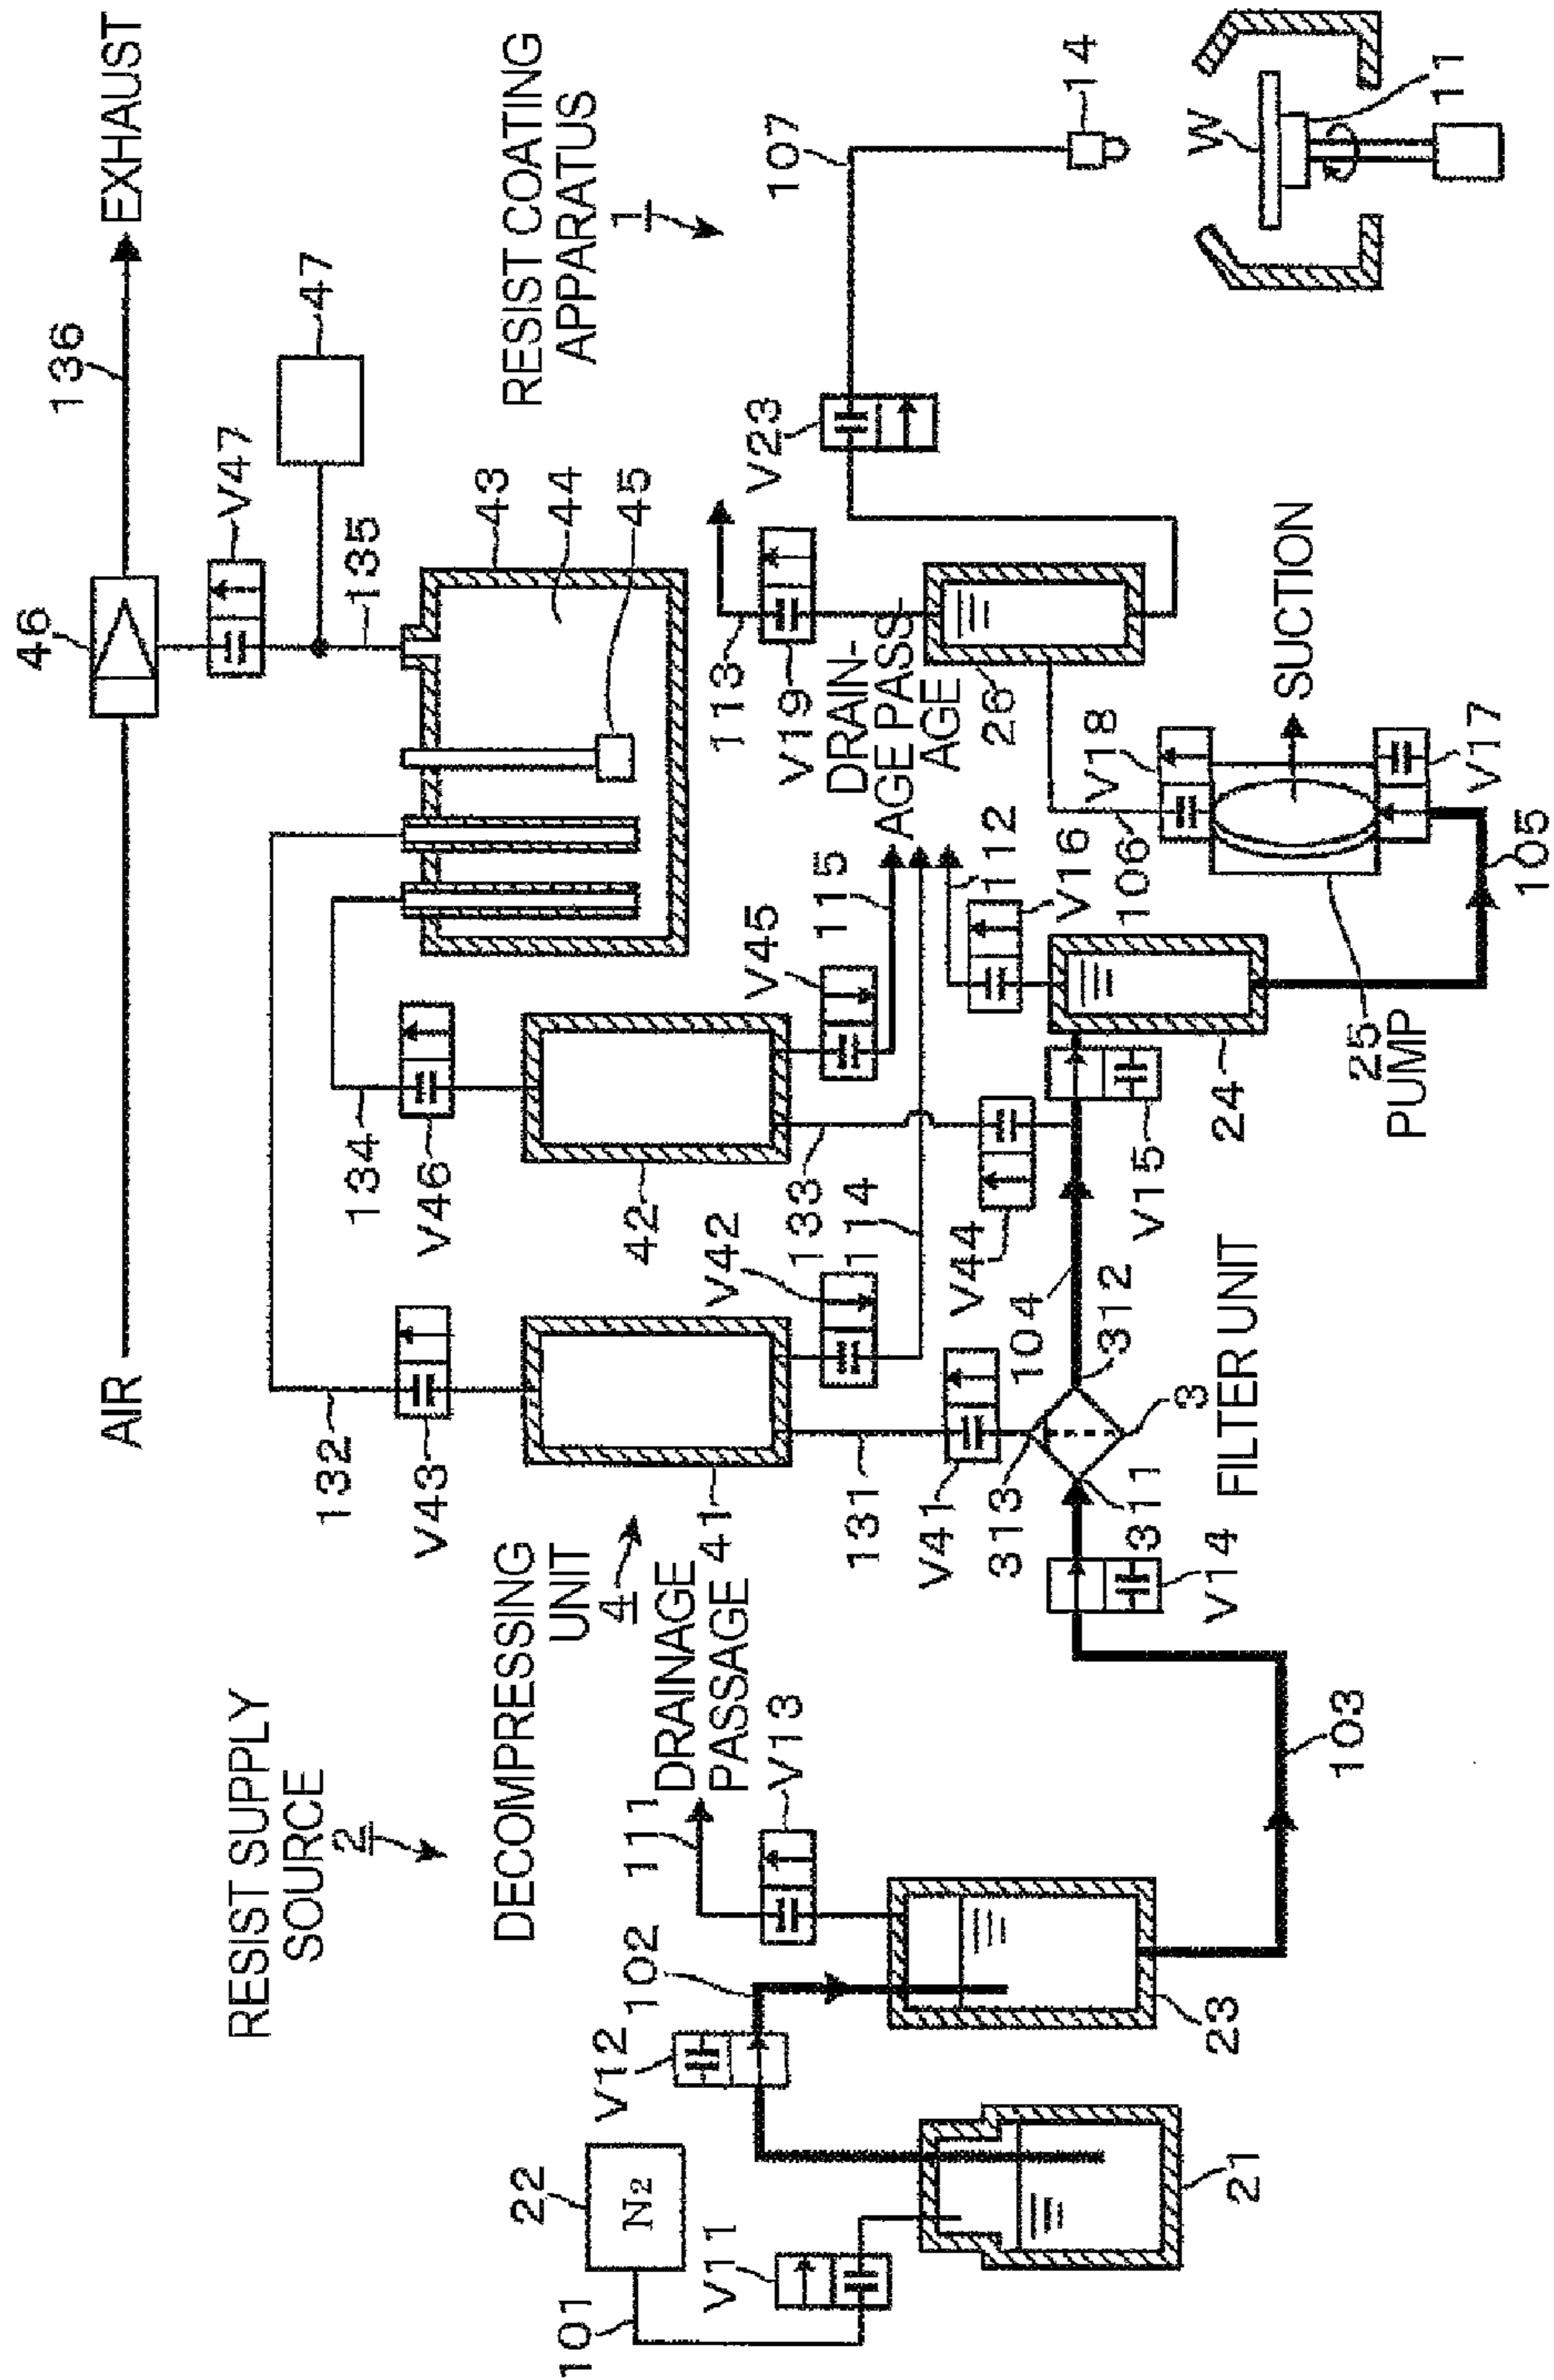 AIR
46
136
EXHAUST
V47
47
135
132
V43
134
V46
43
44
45
RESIST SUPPLY
SOURCE
2
DECOMPRESSING
UNIT
4
RESIST COATING
APPARATUS
1
41
42
V42
114
V45
115
DRAINAGE
PASSAGE
111
V13
102
V12
22
N2
101
V11
21
23
103
131
V41
313
311
V14
3
FILTER UNIT
312
104
133
V44
V15
24
112
V16
DRAIN-
AGE PASS-
AGE
113
V19
V23
26
106
V18
SUCTION
V17
105
25
PUMP
107
14
W
11